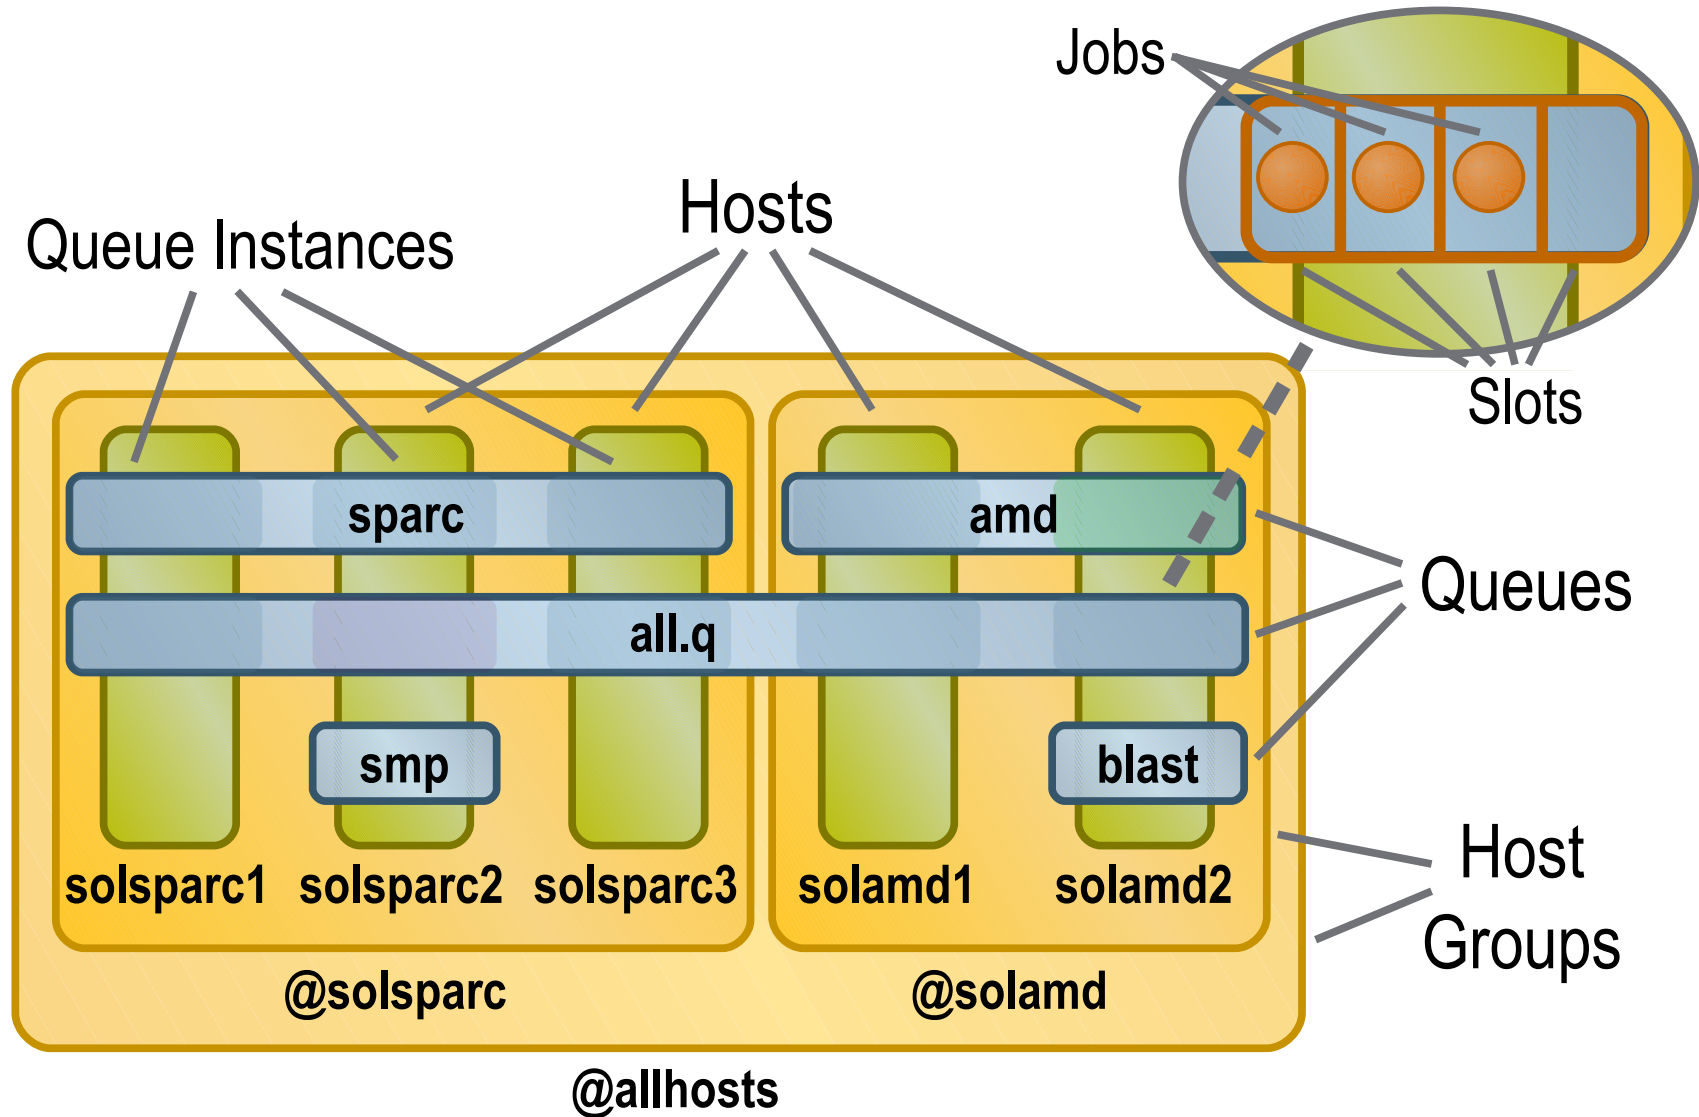 Jobs
Hosts
Queue Instances
Slots
sparc
amd
Queues
all.q
smp
blast
Host
Groups
solsparc1
solsparc2
solsparc3
solamd1
solamd2
@solsparc
@solamd
@allhosts